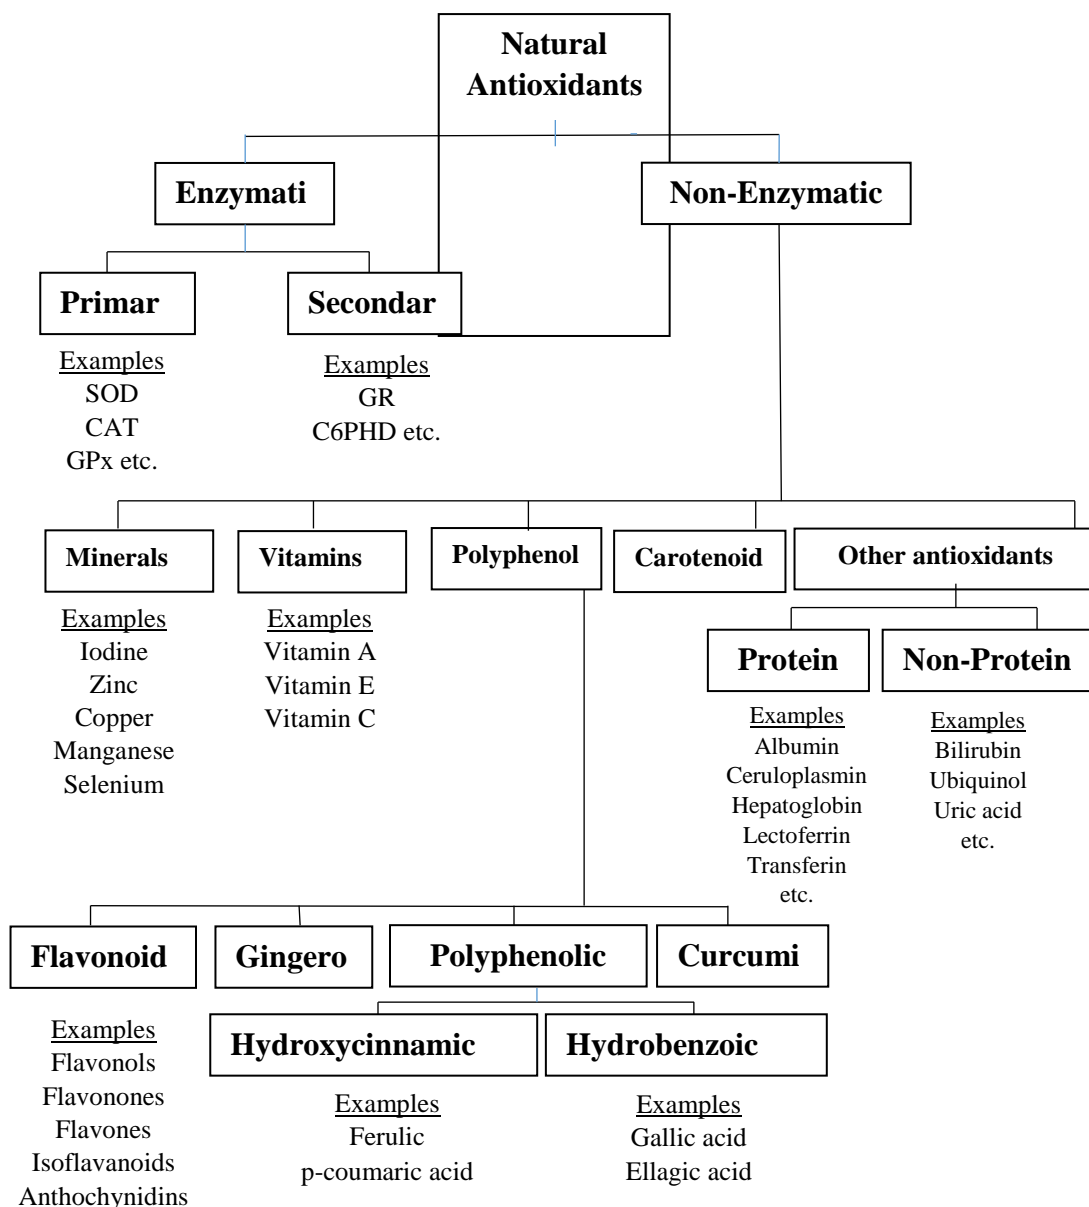 Natural
Antioxidants
Enzymati
Non-Enzymatic
Primar
Secondar
Examples
SOD
CAT
GPx etc.
Examples
GR
C6PHD etc.
Minerals
Vitamins
Polyphenol
Carotenoid
Other antioxidants
Examples
Iodine
Zinc
Copper
Manganese
Selenium
Examples
Vitamin A
Vitamin E
Vitamin C
Protein
Non-Protein
Examples
Albumin
Ceruloplasmin
Hepatoglobin
Lectoferrin
Transferin
etc.
Examples
Bilirubin
Ubiquinol
Uric acid
etc.
Flavonoid
Gingero
Polyphenolic
Curcumi
Examples
Flavonols
Flavonones
Flavones
Isoflavanoids
Anthochynidins
Hydroxycinnamic
Hydrobenzoic
Examples
Ferulic
p-coumaric acid
Examples
Gallic acid
Ellagic acid